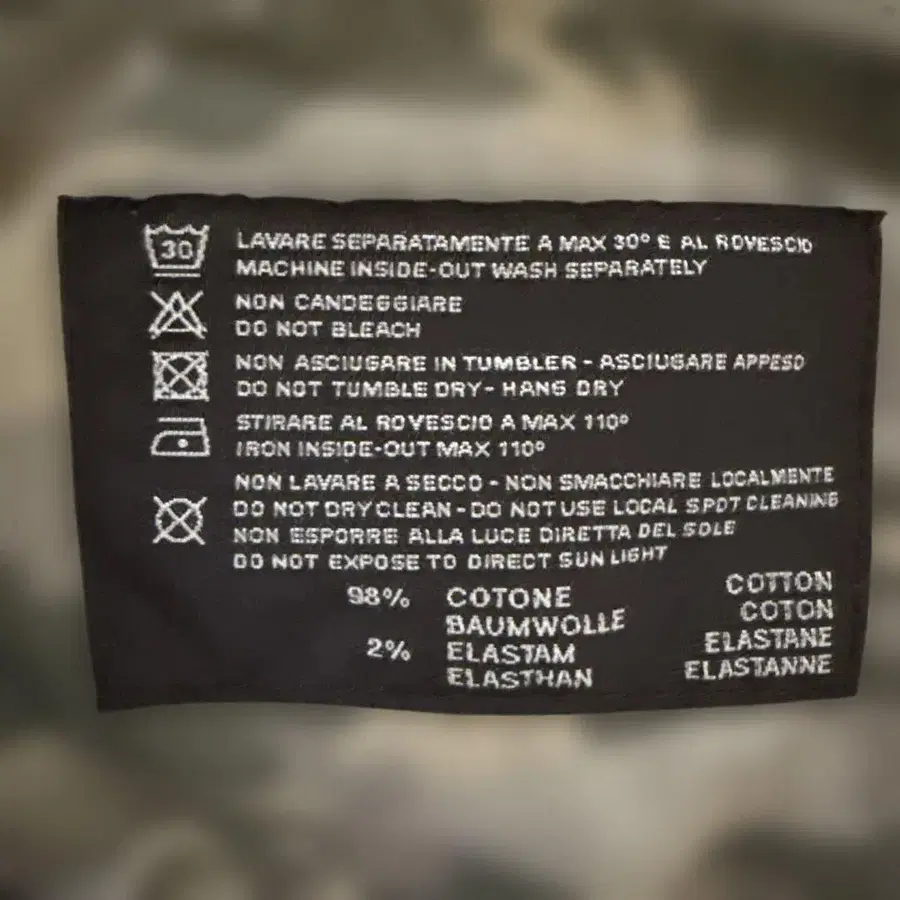 30
LAVARE SEPARATAMENTE A MAX 30° E AL ROVESCIO
MACHINE INSIDE-OUT WASH SEPARATELY
NON CANDEGGIARE
DO NOT BLEACH
NON ASCIUGARE IN TUMBLER - ASCIUGARE APPESO
DO NOT TUMBLE DRY - HANG DRY
STIRARE AL ROVESCIO A MAX 110°
IRON INSIDE-OUT MAX 110°
NON LAVARE A SECCO - NON SMACCHIARE LOCALMENTE
DO NOT DRY CLEAN - DO NOT USE LOCAL SPOT CLEANING
NON ESPORRE ALLA LUCE DIRETTA DEL SOLE
DO NOT EXPOSE TO DIRECT SUN LIGHT
98% COTONE COTTON
BAUMWOLLE COTON
2% ELASTAM ELASTANE
ELASTHAN ELASTANNE